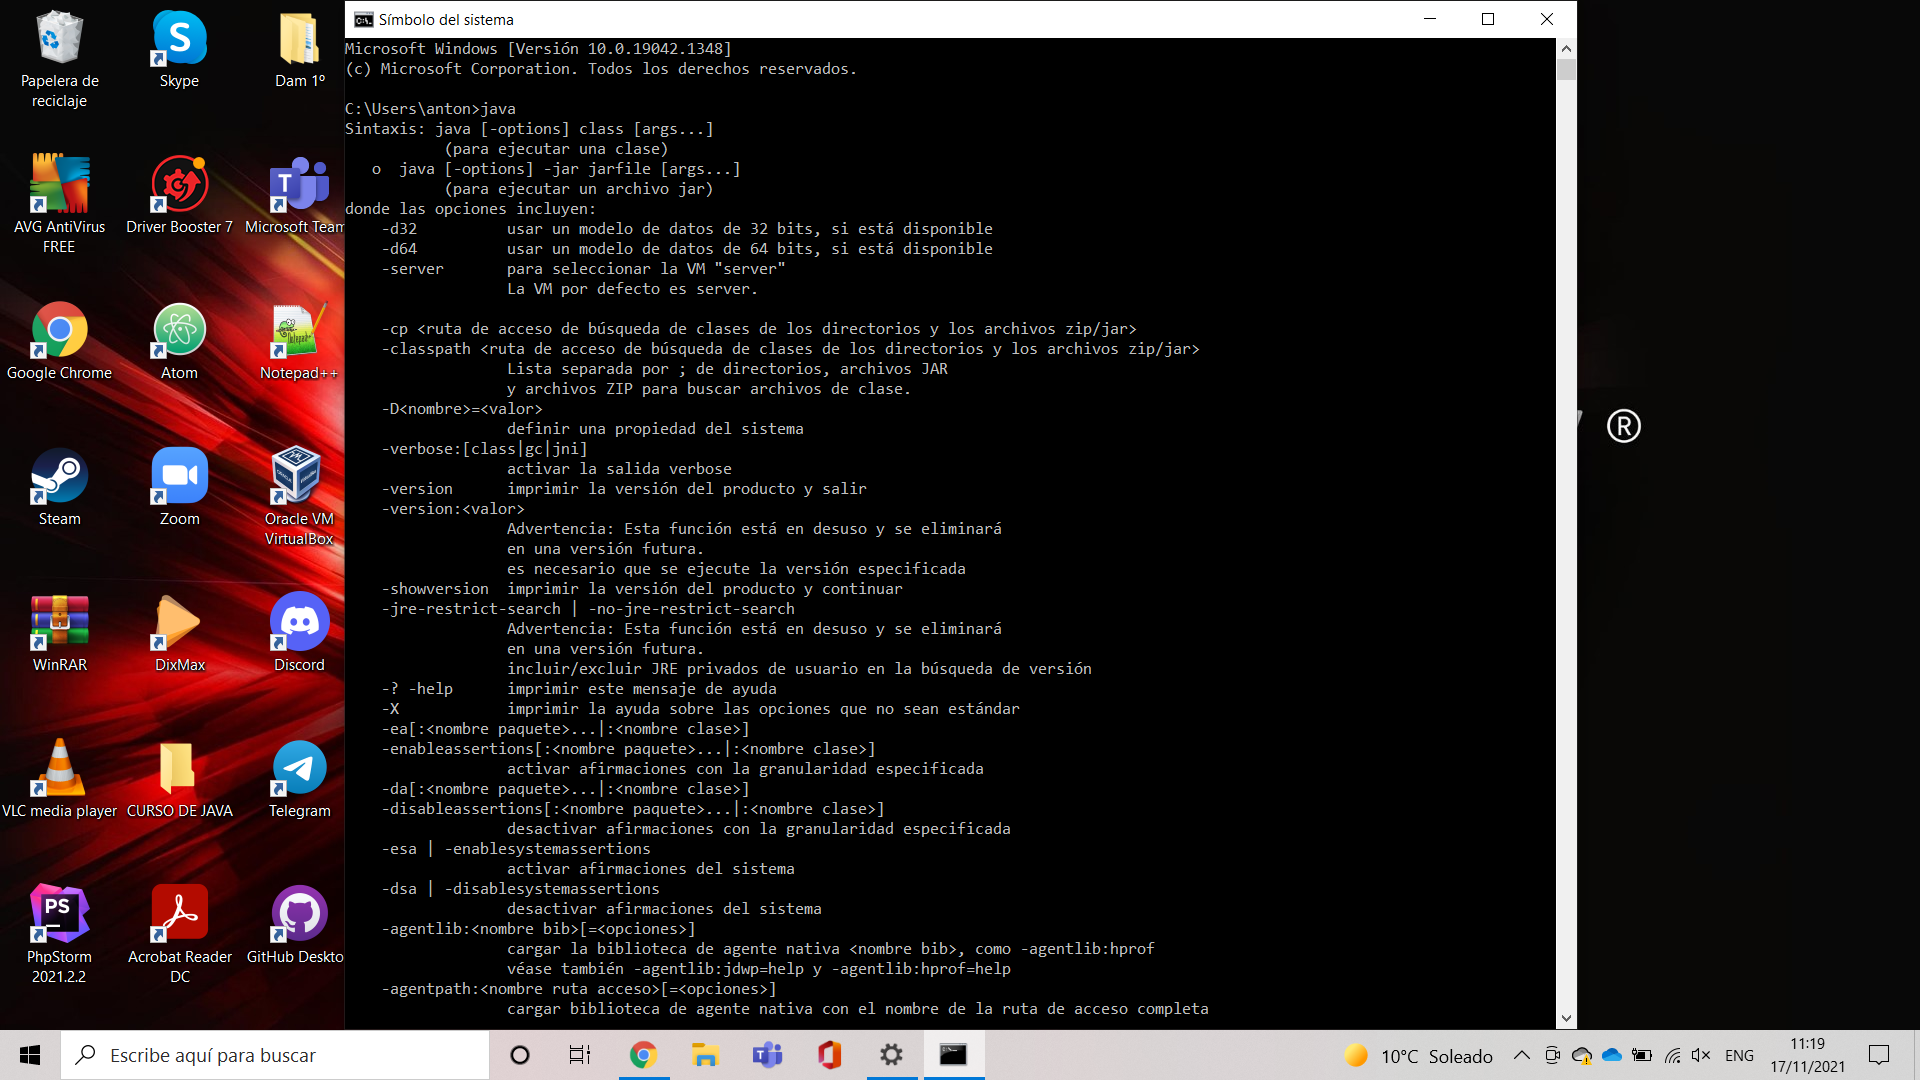 Papelera de
reciclaje
Skype
Dam 1º
AVG AntiVirus
FREE
Driver Booster 7
Microsoft Team
Google Chrome
Atom
Notepad++
Steam
Zoom
Oracle VM
VirtualBox
WinRAR
DixMax
Discord
VLC media player
CURSO DE JAVA
Telegram
PhpStorm
2021.2.2
Acrobat Reader
DC
GitHub Deskto
Símbolo del sistema
Microsoft Windows [Versión 10.0.19042.1348]
(c) Microsoft Corporation. Todos los derechos reservados.
C:\Users\anton>java
Sintaxis: java [-options] class [args...]
(para ejecutar una clase)
o  java [-options] -jar jarfile [args...]
(para ejecutar un archivo jar)
donde las opciones incluyen:
-d32          usar un modelo de datos de 32 bits, si está disponible
-d64          usar un modelo de datos de 64 bits, si está disponible
-server       para seleccionar la VM "server"
La VM por defecto es server.
-cp <ruta de acceso de búsqueda de clases de los directorios y los archivos zip/jar>
-classpath <ruta de acceso de búsqueda de clases de los directorios y los archivos zip/jar>
Lista separada por ; de directorios, archivos JAR
y archivos ZIP para buscar archivos de clase.
-D<nombre>=<valor>
definir una propiedad del sistema
-verbose:[class|gc|jni]
activar la salida verbose
-version      imprimir la versión del producto y salir
-version:<valor>
Advertencia: Esta función está en desuso y se eliminará
en una versión futura.
es necesario que se ejecute la versión especificada
-showversion  imprimir la versión del producto y continuar
-jre-restrict-search | -no-jre-restrict-search
Advertencia: Esta función está en desuso y se eliminará
en una versión futura.
incluir/excluir JRE privados de usuario en la búsqueda de versión
-? -help      imprimir este mensaje de ayuda
-X            imprimir la ayuda sobre las opciones que no sean estándar
-ea[:<nombre paquete>...|:<nombre clase>]
-enableassertions[:<nombre paquete>...|:<nombre clase>]
activar afirmaciones con la granularidad especificada
-da[:<nombre paquete>...|:<nombre clase>]
-disableassertions[:<nombre paquete>...|:<nombre clase>]
desactivar afirmaciones con la granularidad especificada
-esa | -enablesystemassertions
activar afirmaciones del sistema
-dsa | -disablesystemassertions
desactivar afirmaciones del sistema
-agentlib:<nombre bib>[=<opciones>]
cargar la biblioteca de agente nativa <nombre bib>, como -agentlib:hprof
véase también -agentlib:jdwp=help y -agentlib:hprof=help
-agentpath:<nombre ruta acceso>[=<opciones>]
cargar biblioteca de agente nativa con el nombre de la ruta de acceso completa
®
Escribe aquí para buscar
10°C Soleado
ENG
11:19
17/11/2021